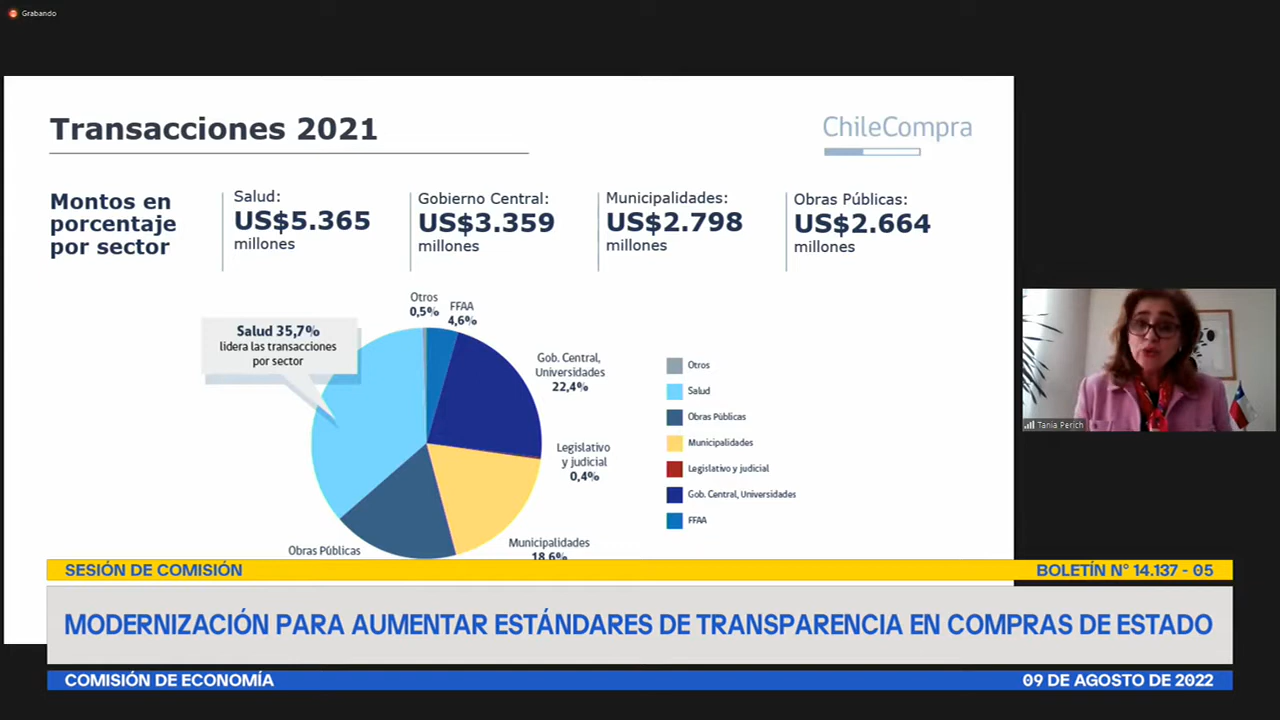 Grabando
Transacciones 2021
ChileCompra
Montos en
porcentaje
por sector
Salud:
US$5.365
millones
Gobierno Central:
US$3.359
millones
Municipalidades:
US$2.798
millones
Obras Públicas:
US$2.664
millones
Salud 35,7%
lidera las transacciones
por sector
Otros
0,5%
FFAA
4,6%
Gob. Central,
Universidades
22,4%
Legislativo
y judicial
0,4%
Municipalidades
18,6%
Obras Públicas
Otros
Salud
Obras Públicas
Municipalidades
Legislativo y judicial
Gob. Central, Universidades
FFAA
Tania Perich
SESIÓN DE COMISIÓN
BOLETÍN N° 14.137 - 05
MODERNIZACIÓN PARA AUMENTAR ESTÁNDARES DE TRANSPARENCIA EN COMPRAS DE ESTADO
COMISIÓN DE ECONOMÍA
09 DE AGOSTO DE 2022